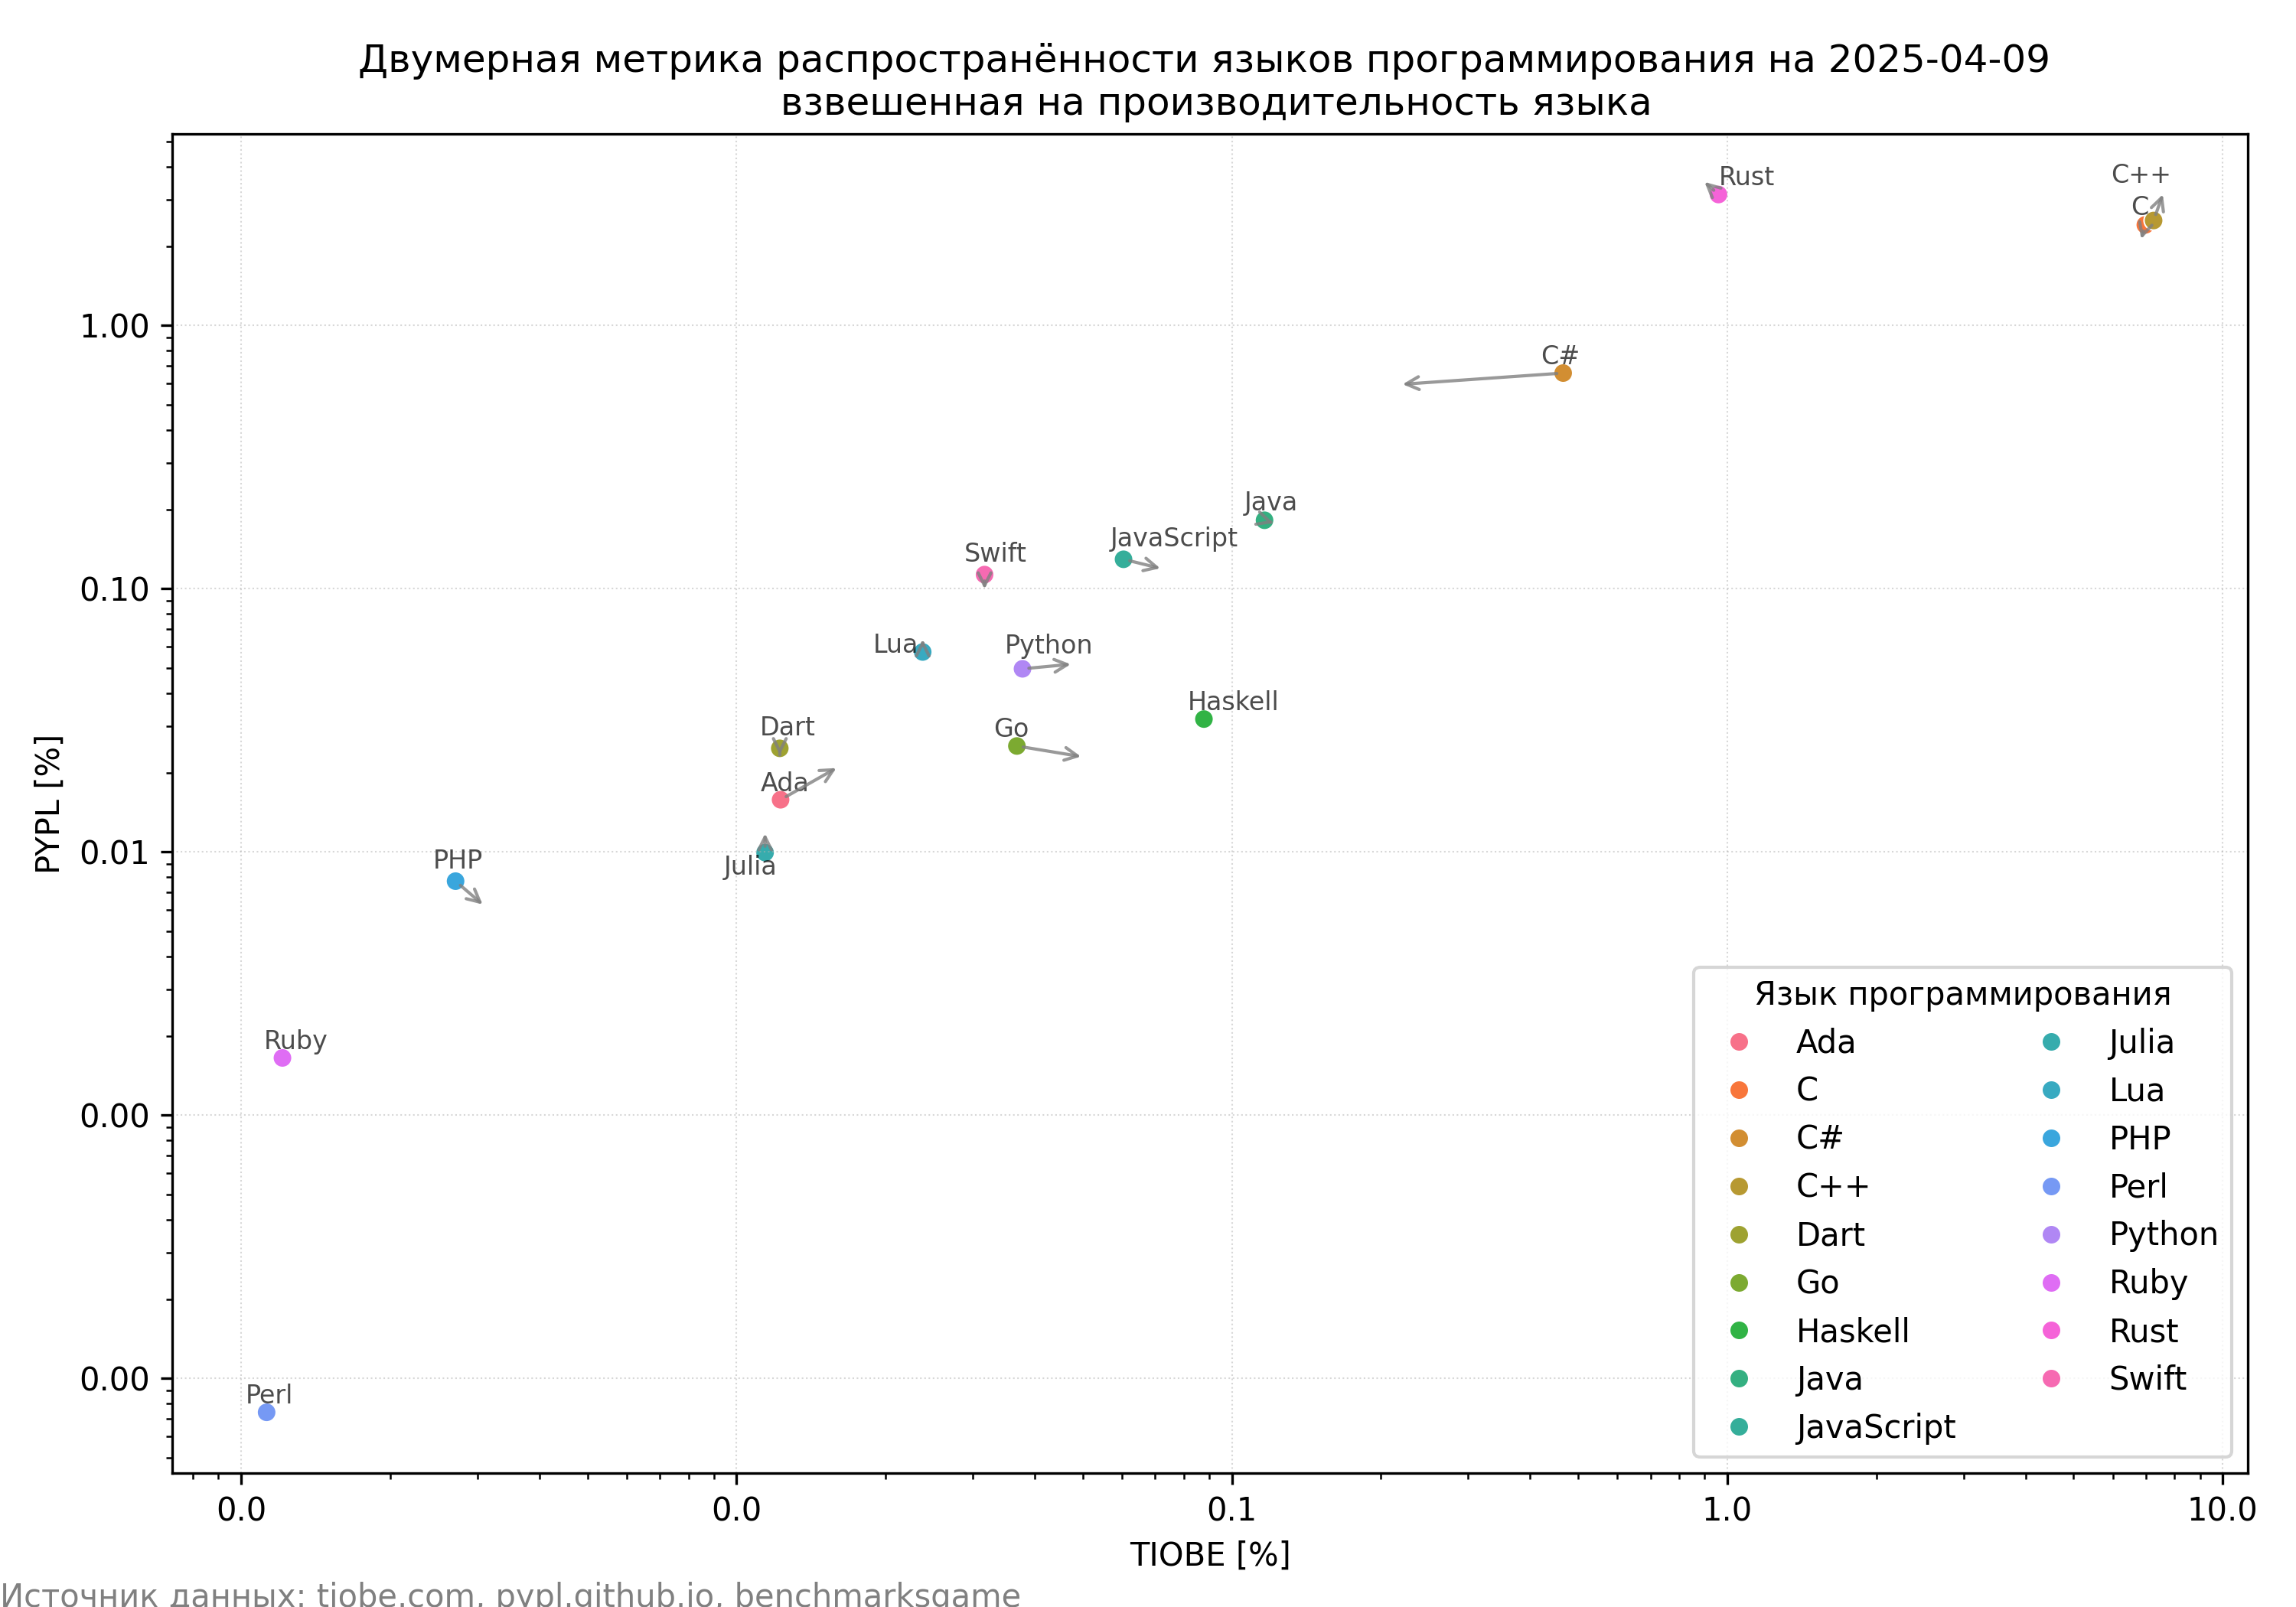 Двумерная метрика распространённости языков программирования на 2025-04-09
взвешенная на производительность языка
PYPL [%]
1.00
0.10
0.01
0.00
0.00
Rust
C++
C
C#
Java
JavaScript
Swift
Lua
Python
Haskell
Go
Dart
Ada
Julia
PHP
Ruby
Perl
Язык программирования
Ada
C
C#
C++
Dart
Go
Haskell
Java
JavaScript
Julia
Lua
PHP
Perl
Python
Ruby
Rust
Swift
0.0
0.0
0.1
1.0
10.0
TIOBE [%]
Источник данных: tiobe.com, pypl.github.io, benchmarksgame